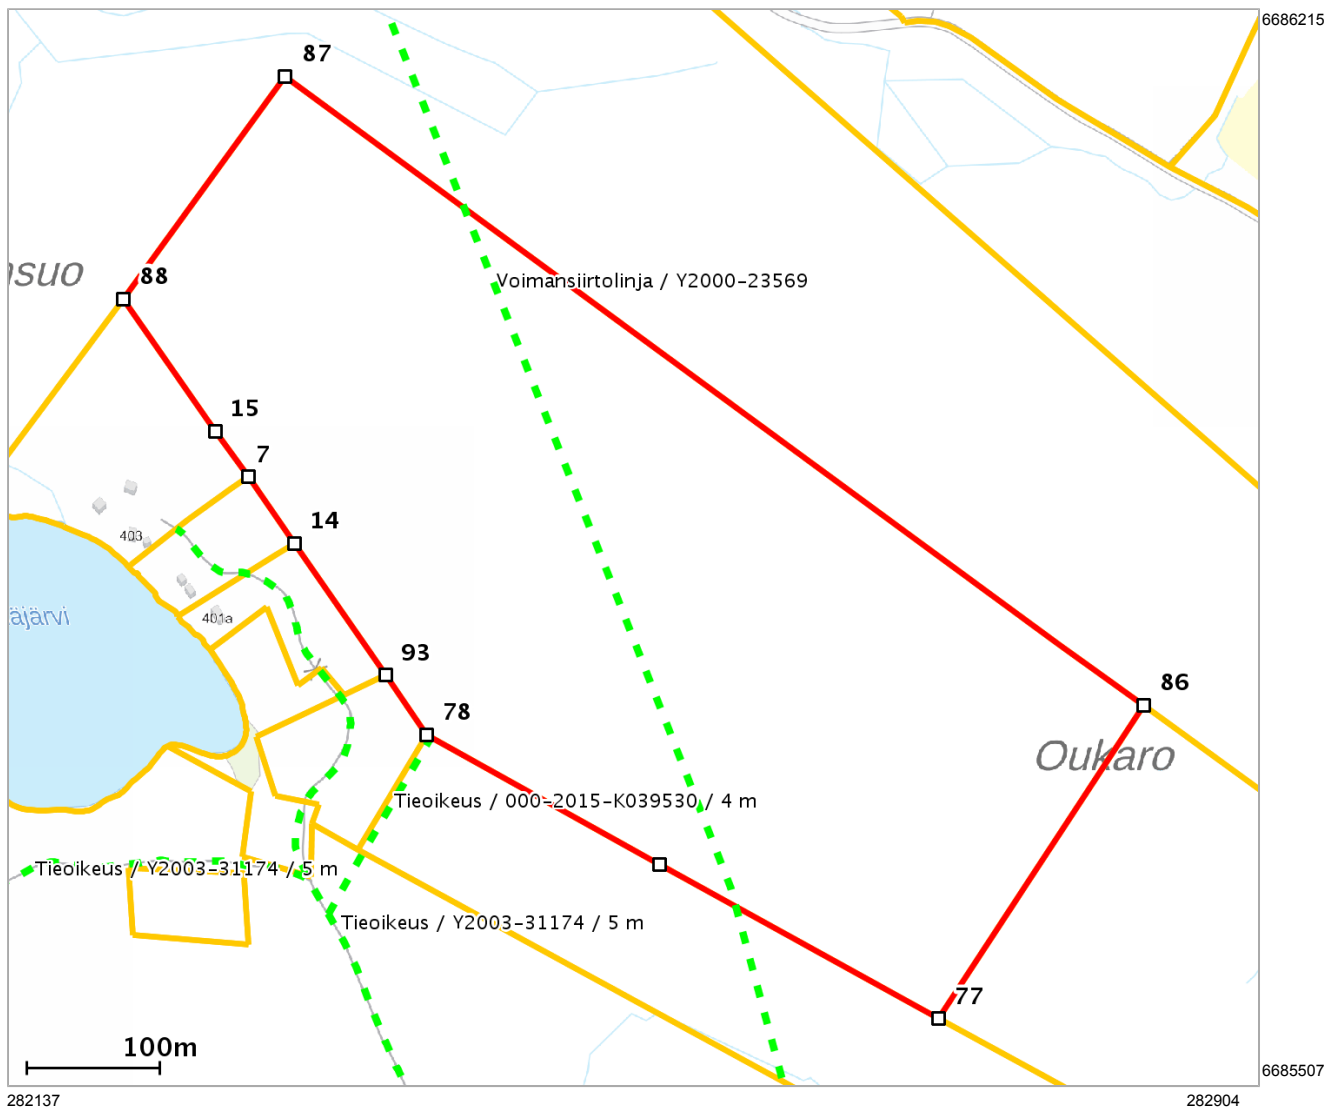 6686215
87
nsuo
88
Voimansiirtolinja / Y2000-23569
15
7
14
403
401a
äjärvi
93
86
78
Oukaro
Tieoikeus / 000-2015-K039530 / 4 m
Tieoikeus / Y2003-31174 / 5 m
Tieoikeus / Y2003-31174 / 5 m
77
100m
6685507
282137
282904